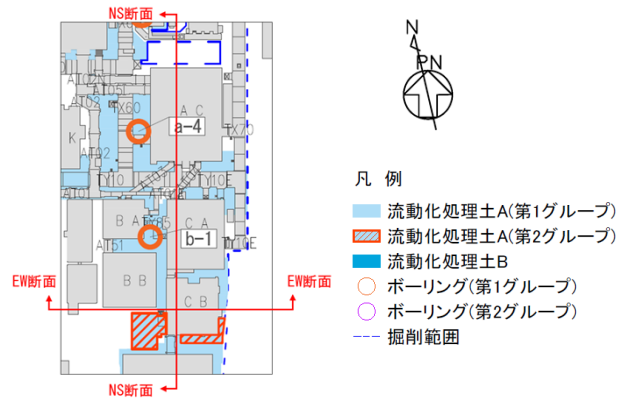 NS断面
N
PN
AT02N
AT05I
AT02
TX60
A C
a-4
TX70
K
AT02
TY10
TY10E
B
A
C A
b-1
AT51
TY10E
B B
EW断面
EW断面
C B
NS断面
凡 例
流動化処理土A(第1グループ)
流動化処理土A(第2グループ)
流動化処理土B
ボーリング(第1グループ)
ボーリング(第2グループ)
掘削範囲